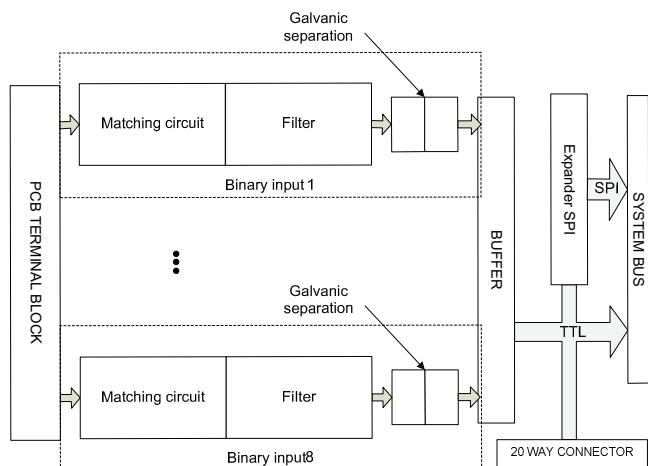 Galvanic
separation
Matching circuit
Filter
Binary input 1
PCB TERMINAL BLOCK
BUFFER
Expander SPI
SPI
SYSTEM BUS
TTL
Galvanic
separation
Matching circuit
Filter
Binary input8
20 WAY CONNECTOR